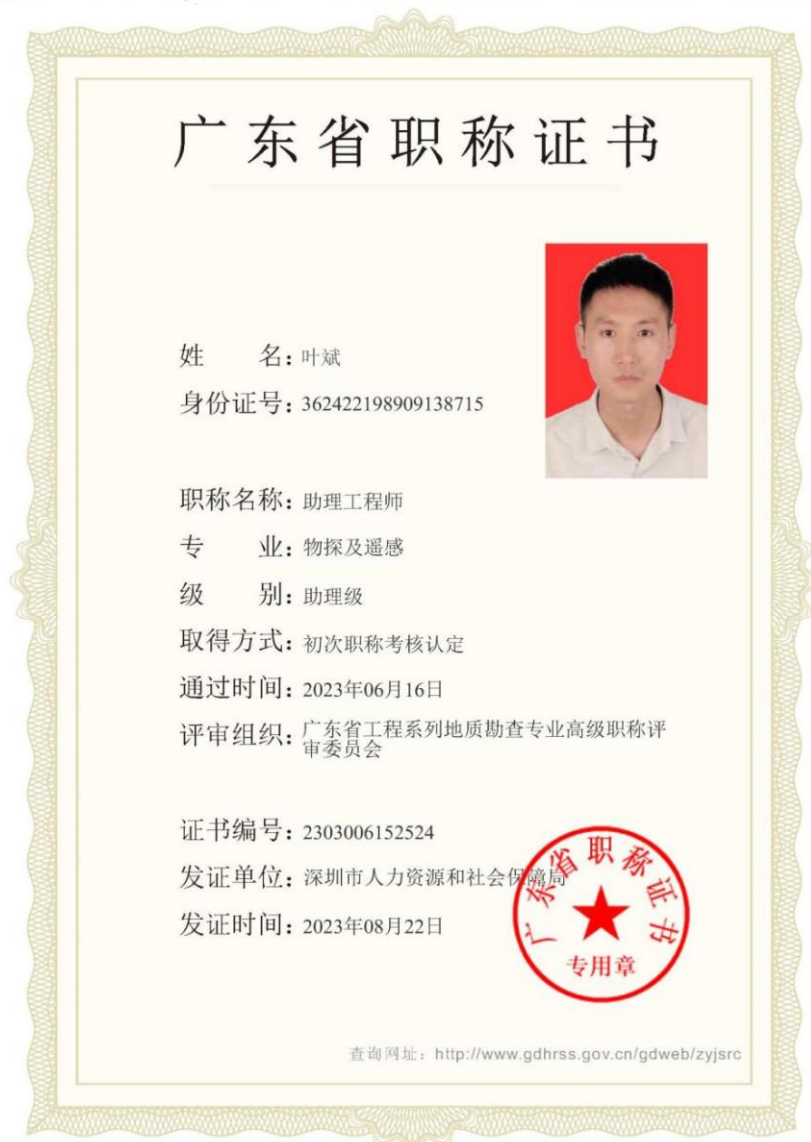 广东省职称证书
姓　　名：叶斌
身份证号：362422198909138715
职称名称：助理工程师
专　　业：物探及遥感
级　　别：助理级
取得方式：初次职称考核认定
通过时间：2023年06月16日
评审组织：广东省工程系列地质勘查专业高级职称评
审委员会
证书编号：2303006152524
发证单位：深圳市人力资源和社会保障局
发证时间：2023年08月22日
广东省职称证书
专用章
查询网址：http://www.gdhrss.gov.cn/gdweb/zyjsrc